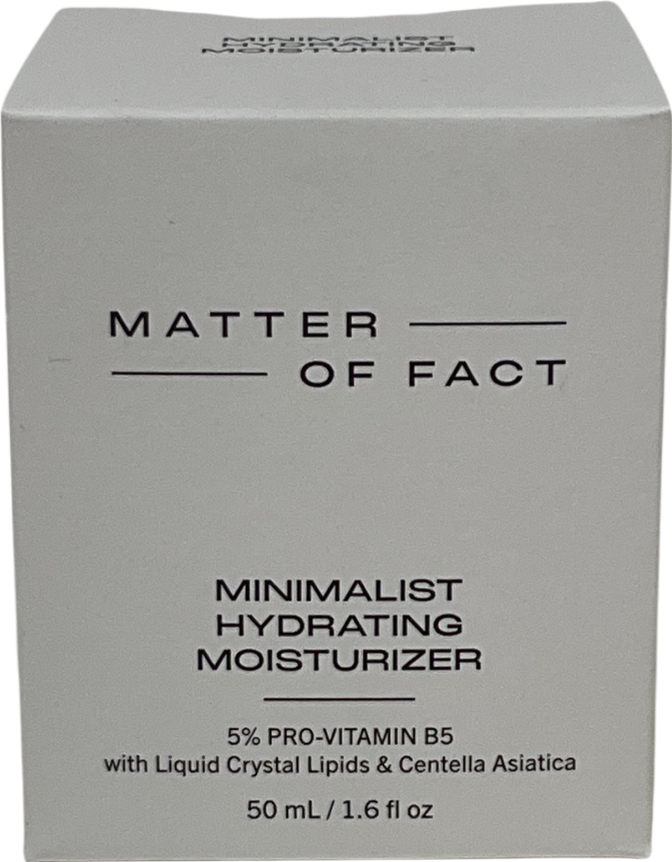 MINIMALIST
HYDRATING
MOISTURIZER
MATTER
OF FACT
MINIMALIST
HYDRATING
MOISTURIZER
5% PRO-VITAMIN B5
with Liquid Crystal Lipids & Centella Asiatica
50 mL / 1.6 fl oz